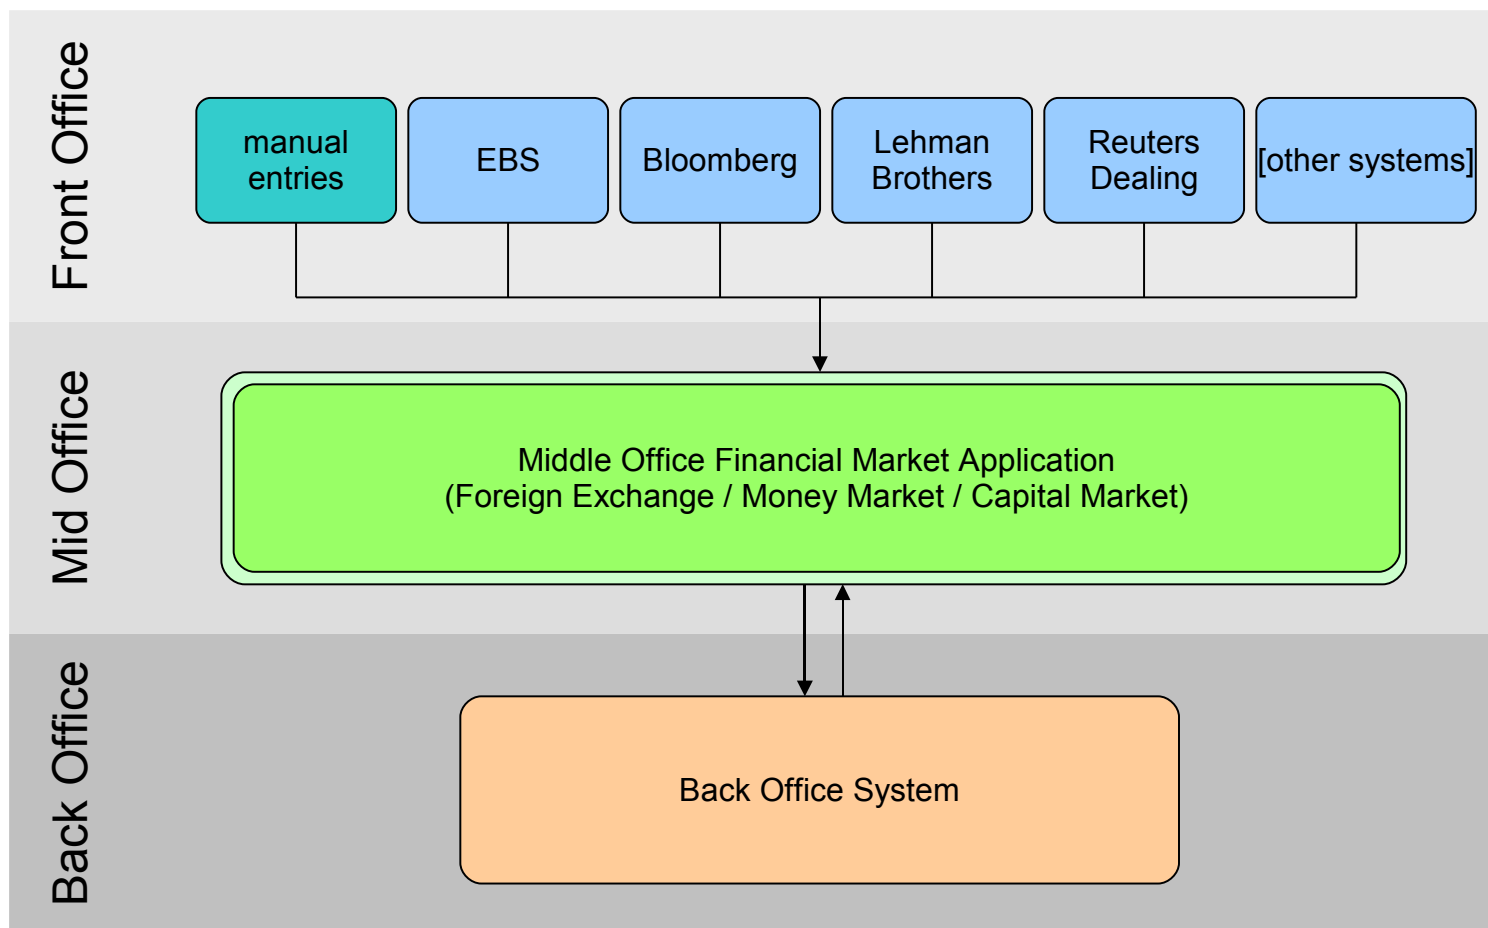 Front Office
manual
entries
EBS
Bloomberg
Lehman
Brothers
Reuters
Dealing
[other systems]
Mid Office
Middle Office Financial Market Application
(Foreign Exchange / Money Market / Capital Market)
Back Office
Back Office System